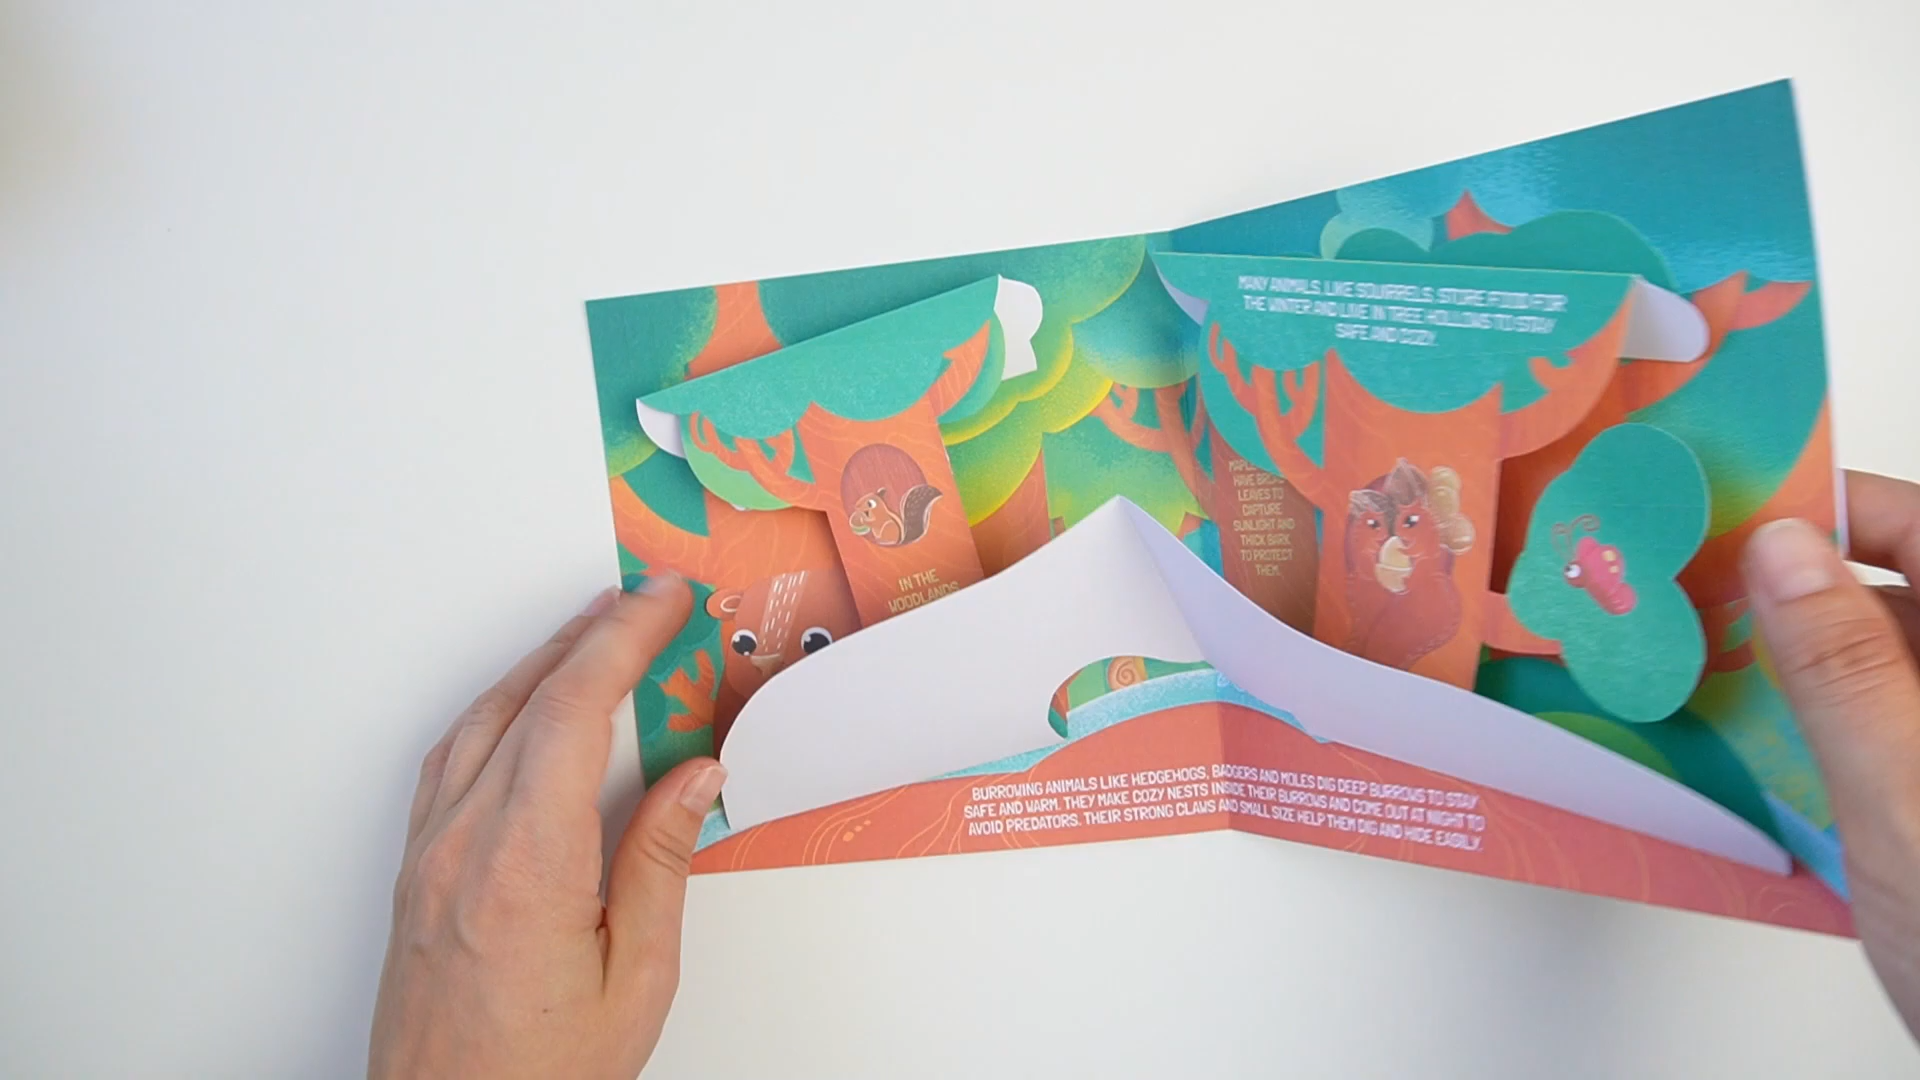 MANY ANIMALS, LIKE SQUIRRELS, STORE FOOD FOR
THE WINTER AND LIVE IN TREE HOLLOWS TO STAY
SAFE AND COZY.
MAPLE
HAVE BROAD
LEAVES TO
CAPTURE
SUNLIGHT AND
THICK BARK
TO PROTECT
THEM.
IN THE
WOODLANDS
BURROWING ANIMALS LIKE HEDGEHOGS, BADGERS AND MOLES DIG DEEP BURROWS TO STAY
SAFE AND WARM. THEY MAKE COZY NESTS INSIDE THEIR BURROWS AND COME OUT AT NIGHT TO
AVOID PREDATORS. THEIR STRONG CLAWS AND SMALL SIZE HELP THEM DIG AND HIDE EASILY.